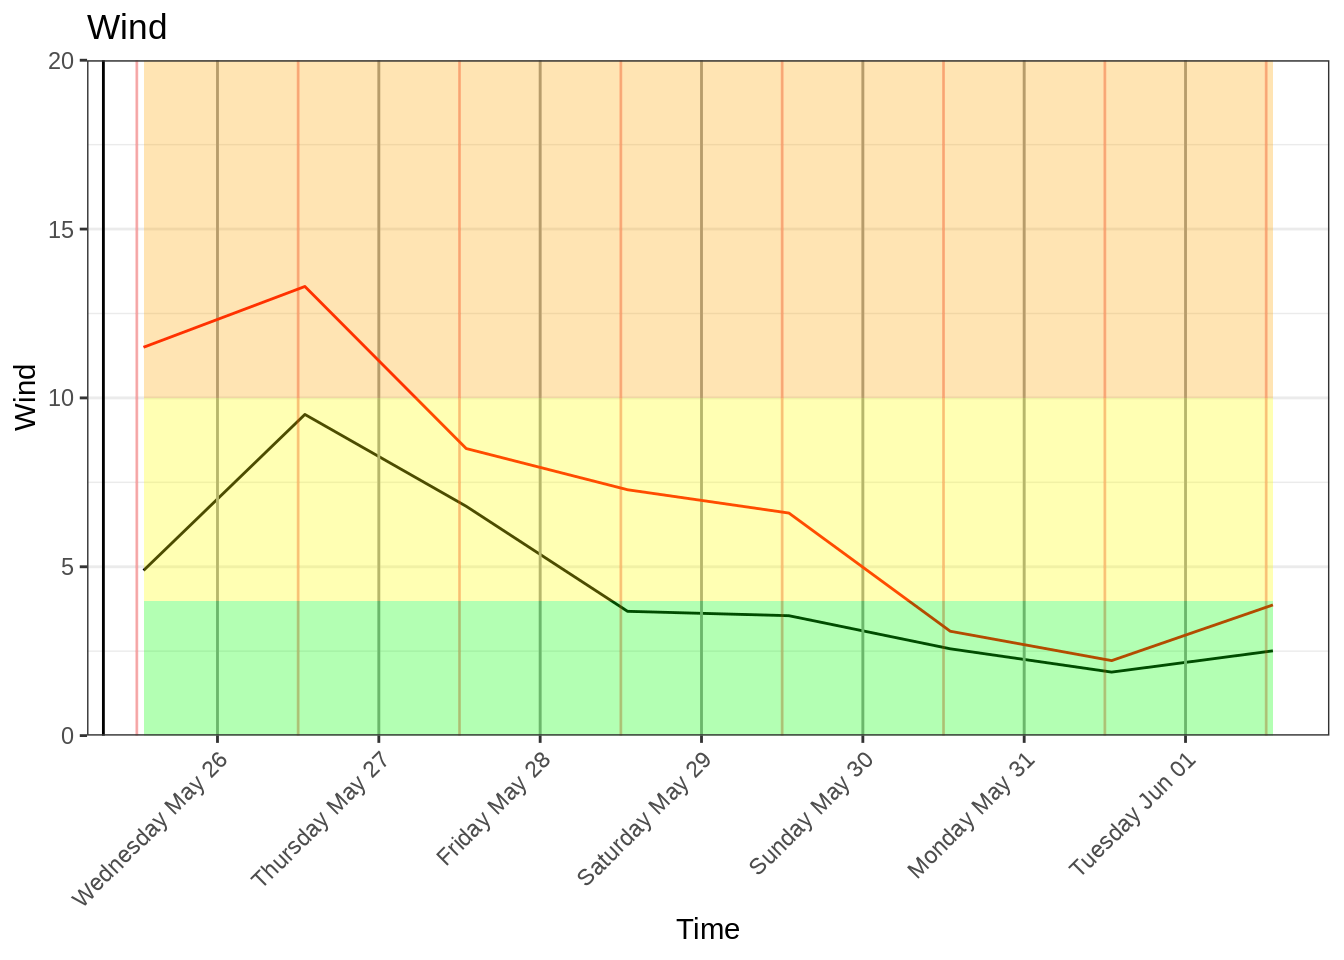 Wind
20
15
10
5
0
Wind
Wednesday May 26
Thursday May 27
Friday May 28
Saturday May 29
Sunday May 30
Monday May 31
Tuesday Jun 01
Time